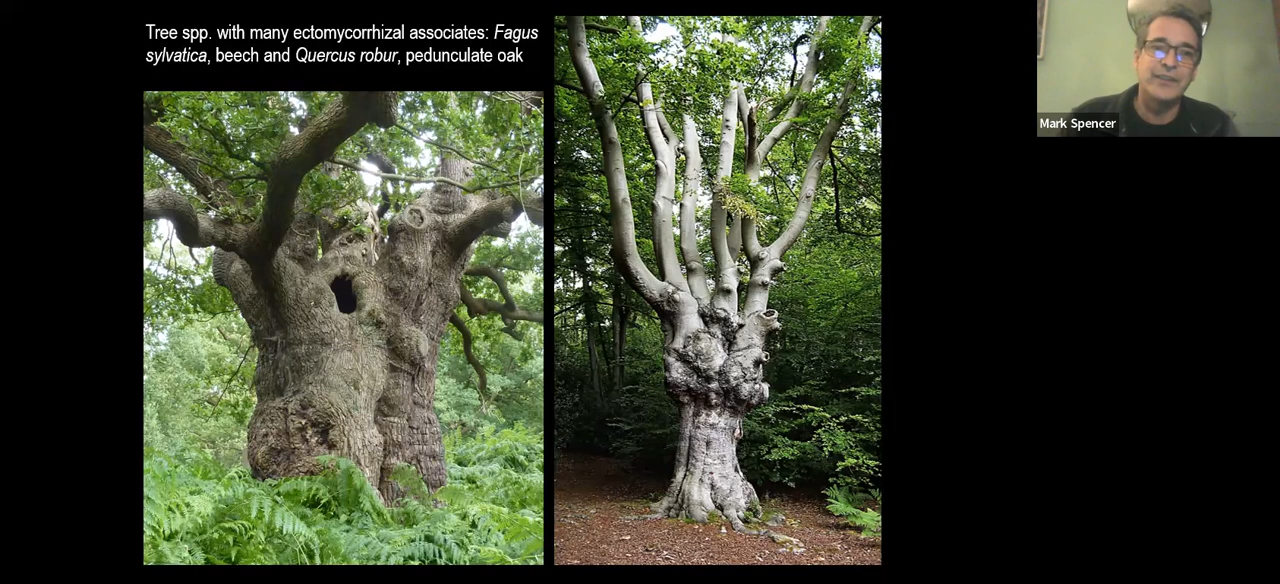 Tree spp. with many ectomycorrhizal associates: Fagus
sylvatica, beech and Quercus robur, pedunculate oak
Mark Spencer